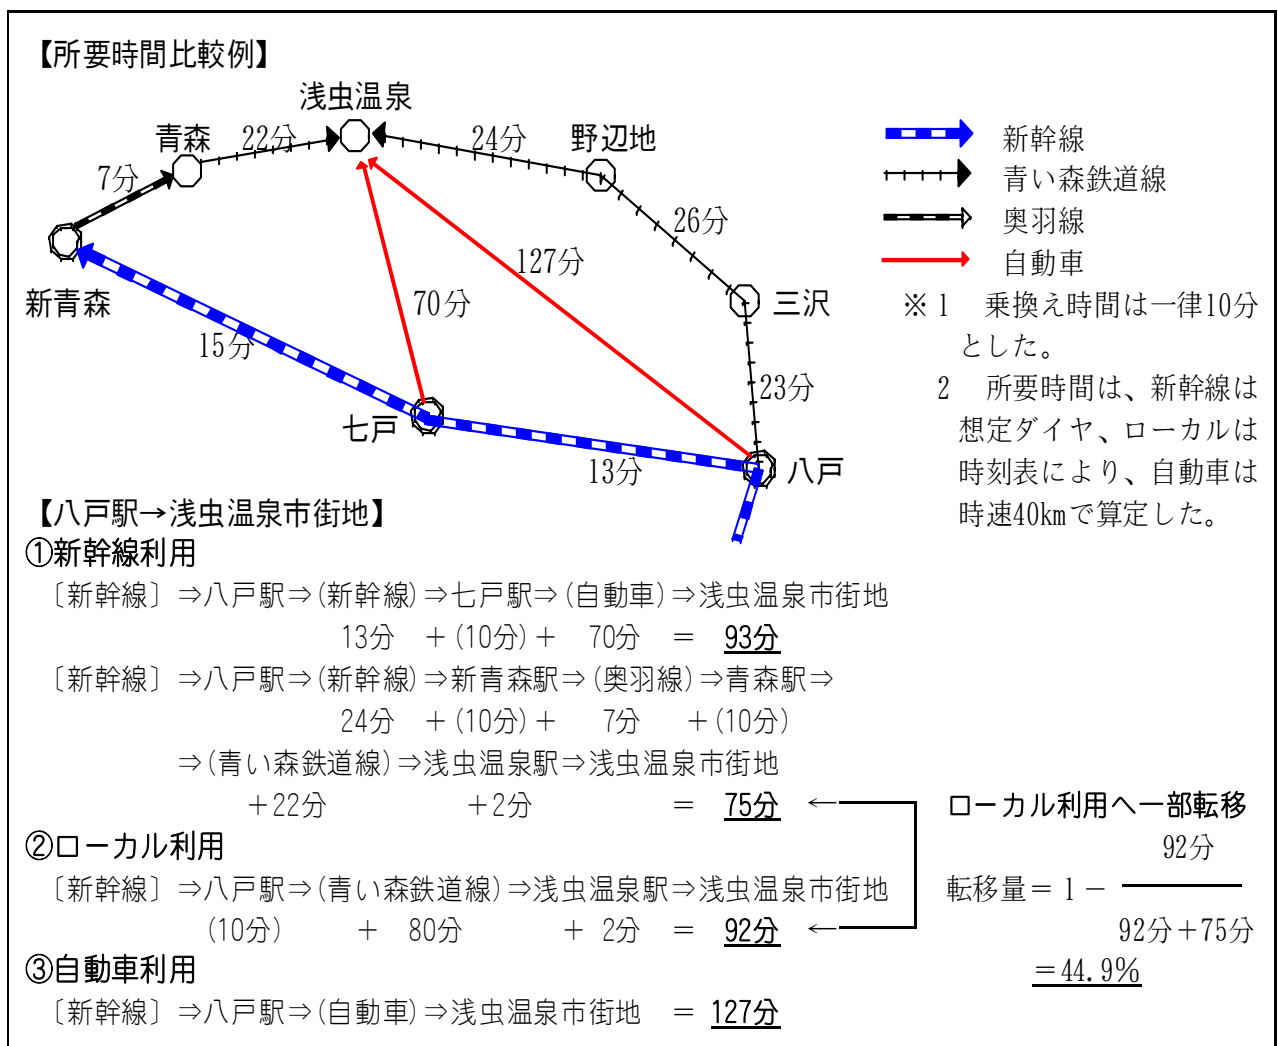 【所要時間比較例】
浅虫温泉
青森
22分
24分
野辺地
7分
26分
新青森
127分
70分
三沢
15分
23分
七戸
13分
八戸
新幹線
青い森鉄道線
奥羽線
自動車
※1 乗換え時間は一律10分
とした。
2 所要時間は、新幹線は
想定ダイヤ、ローカルは
時刻表により、自動車は
時速40㎞で算定した。
【八戸駅→浅虫温泉市街地】
①新幹線利用
〔新幹線〕⇒八戸駅⇒(新幹線)⇒七戸駅⇒(自動車)⇒浅虫温泉市街地
13分 +(10分)+ 70分 = 93分
〔新幹線〕⇒八戸駅⇒(新幹線)⇒新青森駅⇒(奥羽線)⇒青森駅⇒
24分 +(10分)+ 7分 +(10分)
⇒(青い森鉄道線)⇒浅虫温泉駅⇒浅虫温泉市街地
+22分 +2分 = 75分 ←
②ローカル利用
〔新幹線〕⇒八戸駅⇒(青い森鉄道線)⇒浅虫温泉駅⇒浅虫温泉市街地
(10分) + 80分 + 2分 = 92分 ←
③自動車利用
〔新幹線〕⇒八戸駅⇒(自動車)⇒浅虫温泉市街地 = 127分
ローカル利用へ一部転移
92分
転移量=1-
92分+75分
=44.9%